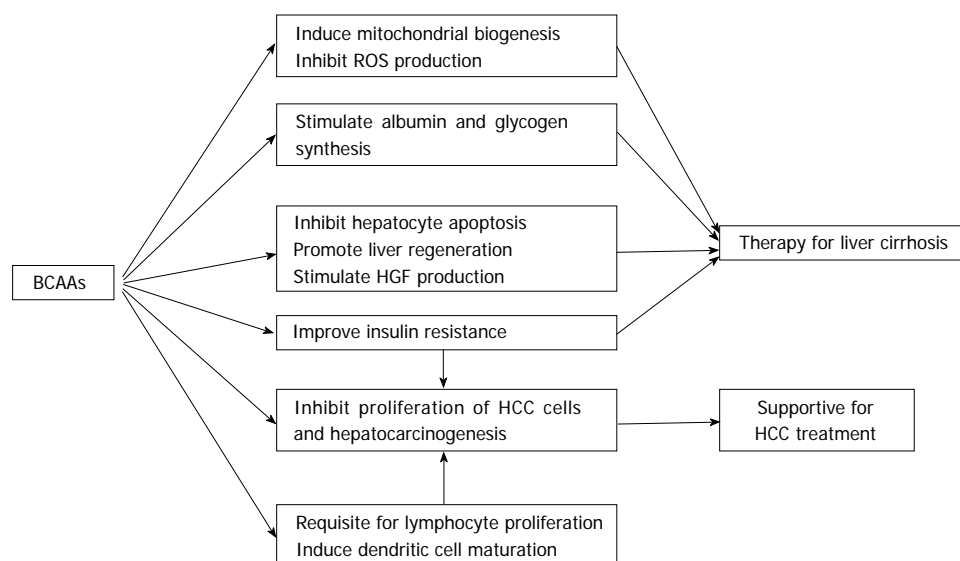 Induce mitochondrial biogenesis
Inhibit ROS production
Stimulate albumin and glycogen
synthesis
Inhibit hepatocyte apoptosis
Promote liver regeneration
Stimulate HGF production
Therapy for liver cirrhosis
BCAAs
Improve insulin resistance
Inhibit proliferation of HCC cells
and hepatocarcinogenesis
Supportive for
HCC treatment
Requisite for lymphocyte proliferation
Induce dendritic cell maturation